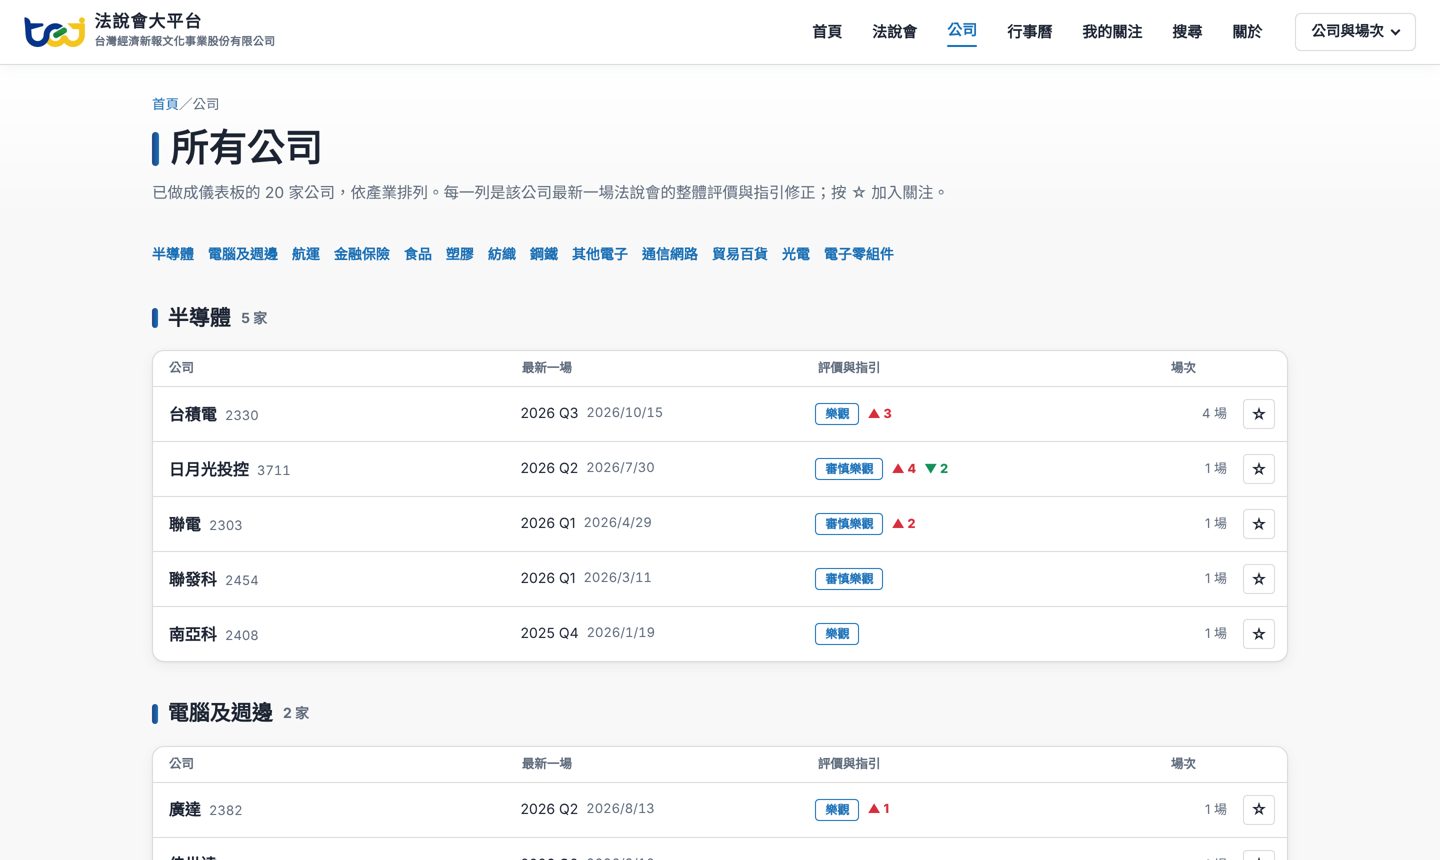 tej 法說會大平台
台灣經濟新報文化事業股份有限公司
首頁 法說會 公司 行事曆 我的關注 搜尋 關於 公司與場次
首頁／公司
所有公司
已做成儀表板的 20 家公司，依產業排列。每一列是該公司最新一場法說會的整體評價與指引修正；按 ☆ 加入關注。
半導體 電腦及週邊 航運 金融保險 食品 塑膠 紡織 鋼鐵 其他電子 通信網路 貿易百貨 光電 電子零組件
半導體 5 家
公司 最新一場 評價與指引 場次
台積電 2330 2026 Q3 2026/10/15 樂觀 ▲3 4 場 ☆
日月光投控 3711 2026 Q2 2026/7/30 審慎樂觀 ▲4 ▼2 1 場 ☆
聯電 2303 2026 Q1 2026/4/29 審慎樂觀 ▲2 1 場 ☆
聯發科 2454 2026 Q1 2026/3/11 審慎樂觀 1 場 ☆
南亞科 2408 2025 Q4 2026/1/19 樂觀 1 場 ☆
電腦及週邊 2 家
公司 最新一場 評價與指引 場次
廣達 2382 2026 Q2 2026/8/13 樂觀 ▲1 1 場 ☆